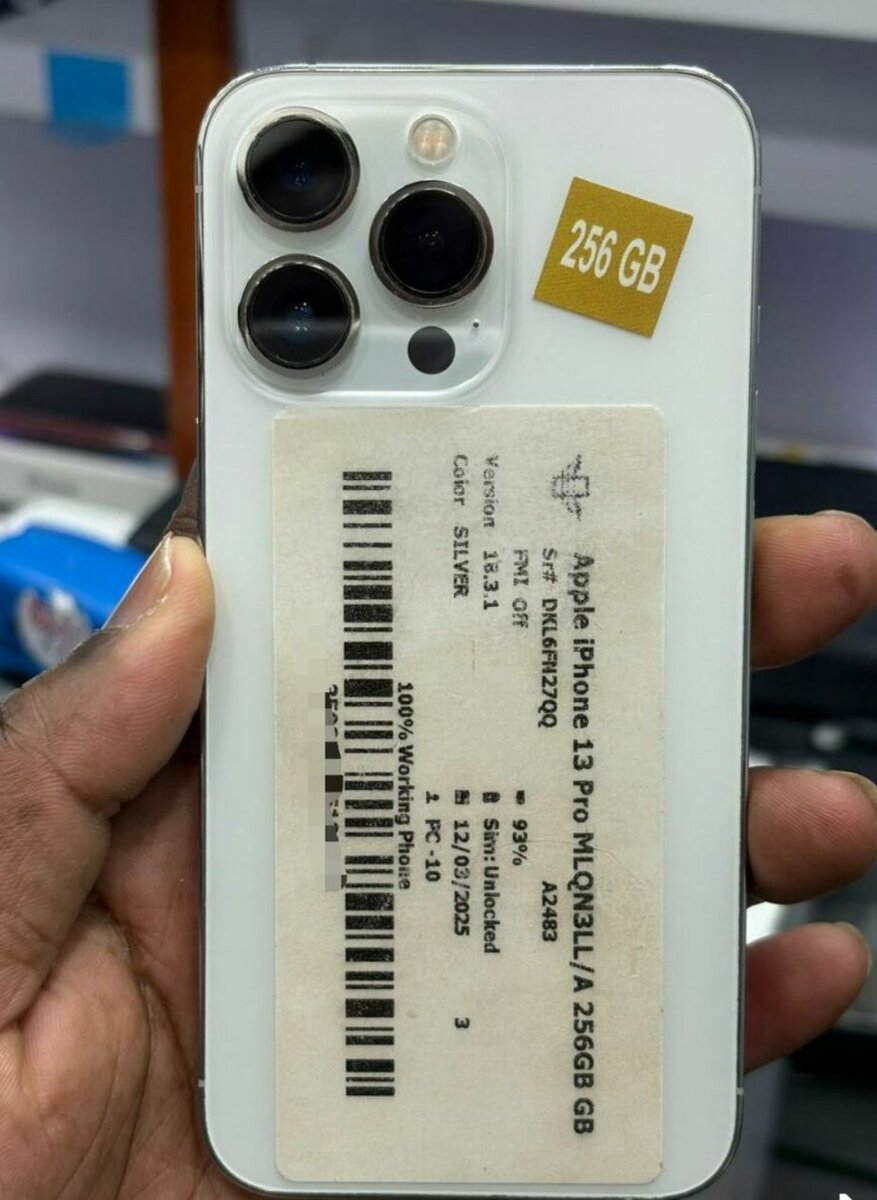 256 GB
Apple iPhone 13 Pro MLQN3LL/A 256GB GB
Sr# DKL6FN27QQ A2483
FMI Off 93%
Version 18.3.1 Sim: Unlocked
Color SILVER 12/03/2025 3
1 PC -10
100% Working Phone